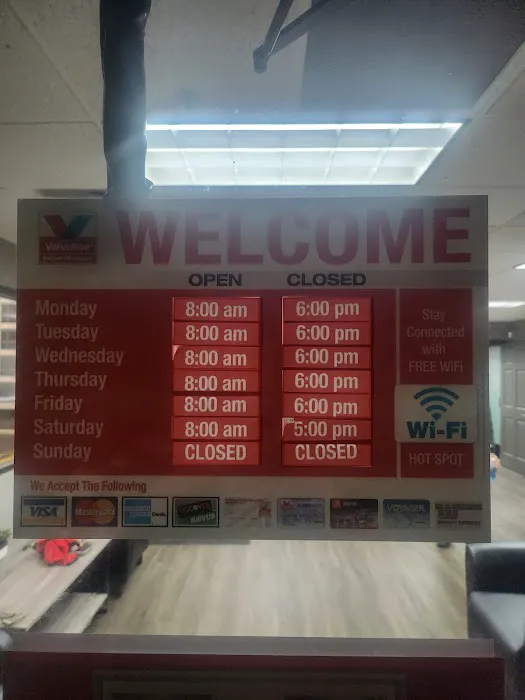 Valvoline
WELCOME
OPEN CLOSED
Monday 8:00 am 6:00 pm
Tuesday 8:00 am 6:00 pm
Wednesday 8:00 am 6:00 pm
Thursday 8:00 am 6:00 pm
Friday 8:00 am 6:00 pm
Saturday 8:00 am 5:00 pm
Sunday CLOSED CLOSED
Stay
Connected
with
FREE WiFi
Wi-Fi
HOT SPOT
We Accept The Following
VISA MasterCard DISCOVER VOYAGER